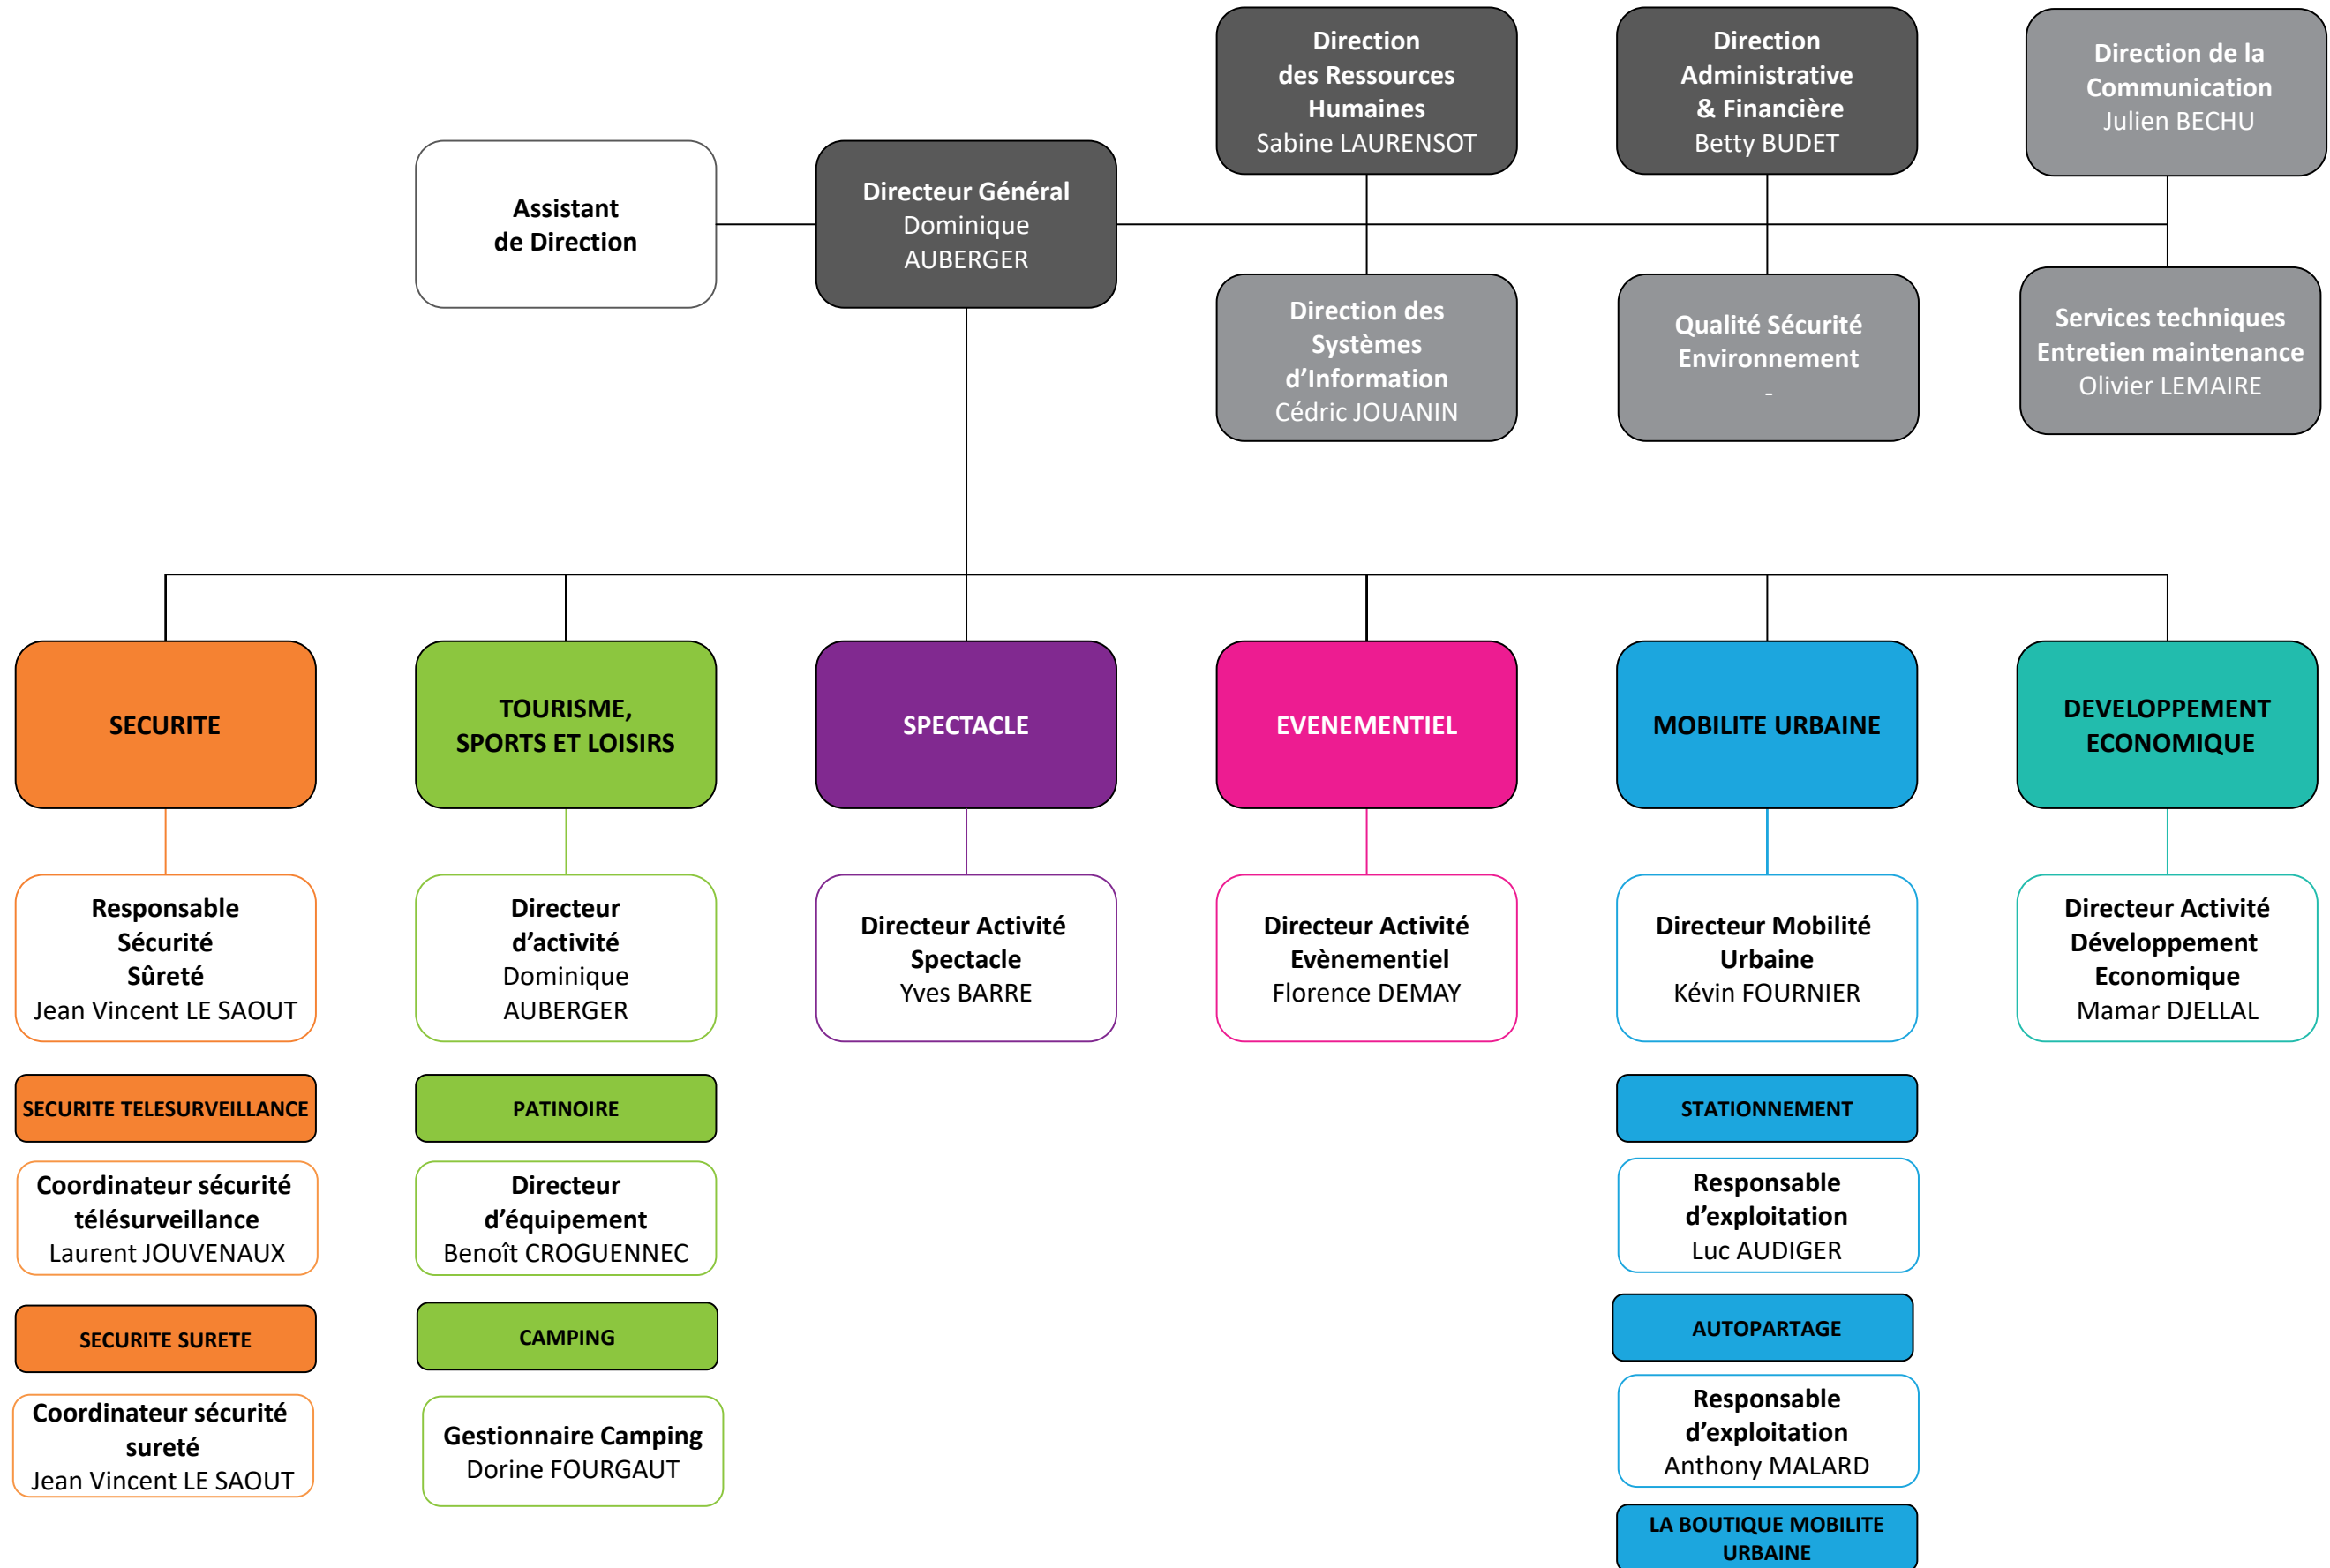 Direction
des Ressources
Humaines
Sabine LAURENSOT
Direction
Administrative
& Financière
Betty BUDET
Direction de la
Communication
Julien BECHU
Assistant
de Direction
Directeur Général
Dominique
AUBERGER
Direction des
Systèmes
d’Information
Cédric JOUANIN
Qualité Sécurité
Environnement
-
Services techniques
Entretien maintenance
Olivier LEMAIRE
SECURITE
TOURISME,
SPORTS ET LOISIRS
SPECTACLE
EVENEMENTIEL
MOBILITE URBAINE
DEVELOPPEMENT
ECONOMIQUE
Responsable
Sécurité
Sûreté
Jean Vincent LE SAOUT
Directeur
d’activité
Dominique
AUBERGER
Directeur Activité
Spectacle
Yves BARRE
Directeur Activité
Evènementiel
Florence DEMAY
Directeur Mobilité
Urbaine
Kévin FOURNIER
Directeur Activité
Développement
Economique
Mamar DJELLAL
SECURITE TELESURVEILLANCE
PATINOIRE
STATIONNEMENT
Coordinateur sécurité
télésurveillance
Laurent JOUVENAUX
Directeur
d’équipement
Benoît CROGUENNEC
Responsable
d’exploitation
Luc AUDIGER
SECURITE SURETE
CAMPING
AUTOPARTAGE
Coordinateur sécurité
sureté
Jean Vincent LE SAOUT
Gestionnaire Camping
Dorine FOURGAUT
Responsable
d’exploitation
Anthony MALARD
LA BOUTIQUE MOBILITE
URBAINE